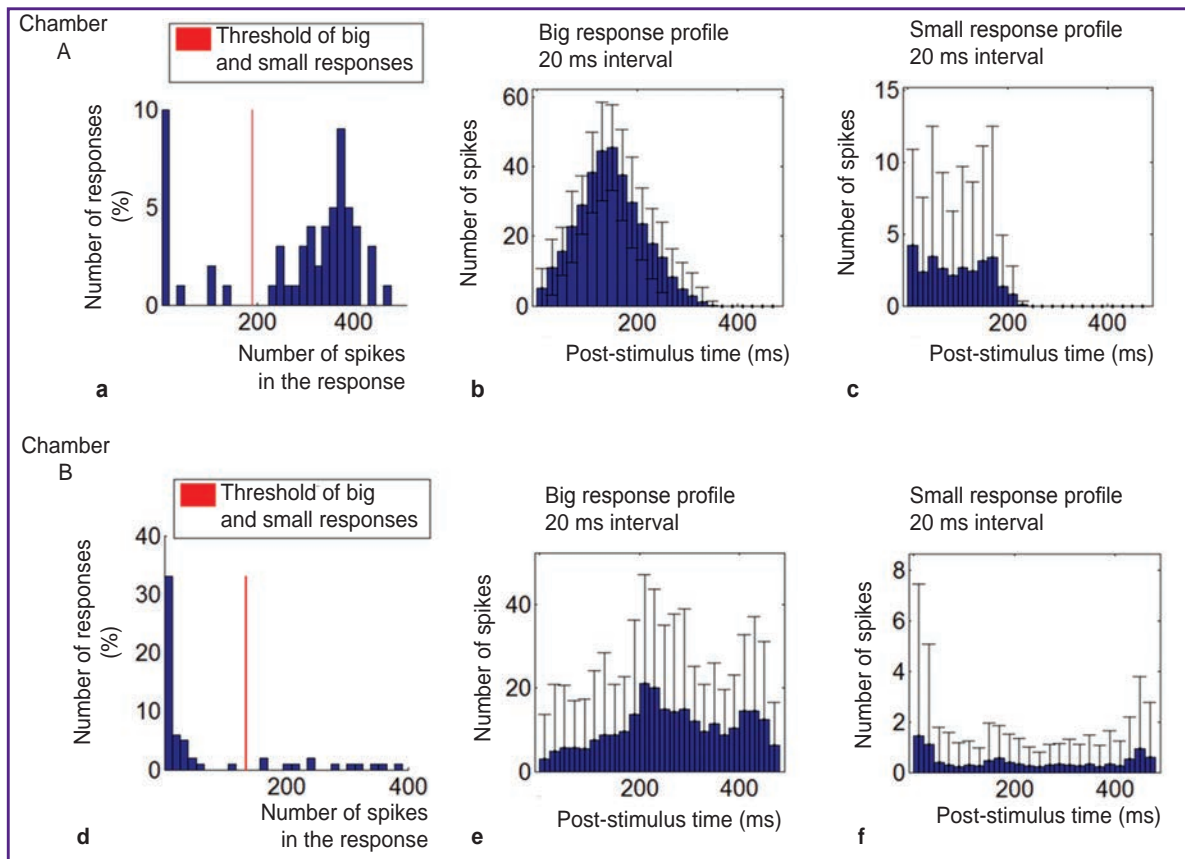 Chamber
A
Threshold of big
and small responses
Number of responses
(%)
10
5
0
200
400
Number of spikes
in the response
a
Big response profile
20 ms interval
Number of spikes
60
40
20
0
200
400
Post-stimulus time (ms)
b
Small response profile
20 ms interval
Number of spikes
15
10
5
0
200
400
Post-stimulus time (ms)
c
Chamber
B
Threshold of big
and small responses
Number of responses
(%)
40
30
20
10
0
200
400
Number of spikes
in the response
d
Big response profile
20 ms interval
Number of spikes
40
20
0
200
400
Post-stimulus time (ms)
e
Small response profile
20 ms interval
Number of spikes
8
6
4
2
0
200
400
Post-stimulus time (ms)
f